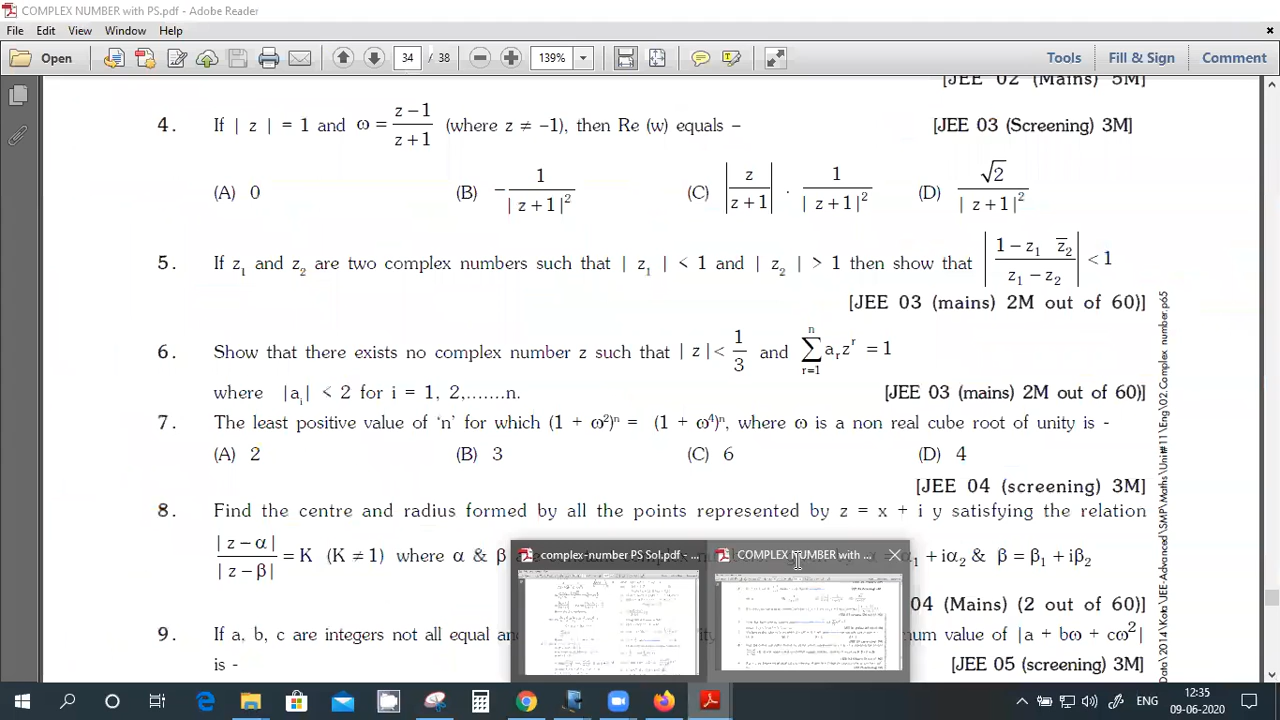 COMPLEX NUMBER with PS.pdf - Adobe Reader
File Edit View Window Help
Open 34 / 38 139% Tools Fill & Sign Comment
[JEE 02 (Mains) 5M]
4. If | z | = 1 and ω = (z−1)/(z+1) (where z ≠ −1), then Re (w) equals – [JEE 03 (Screening) 3M]
(A) 0 (B) −1/| z+1 |² (C) |z/(z+1)| · 1/| z+1 |² (D) √2/| z+1 |²
5. If z₁ and z₂ are two complex numbers such that | z₁ | < 1 and | z₂ | > 1 then show that |(1−z₁ z̅₂)/(z₁−z₂)| < 1
[JEE 03 (mains) 2M out of 60)]
6. Show that there exists no complex number z such that | z | < 1/3 and ∑ᵣ₌₁ⁿ aᵣzʳ = 1
where |aᵢ| < 2 for i = 1, 2,.......n. [JEE 03 (mains) 2M out of 60)]
7. The least positive value of 'n' for which (1 + ω²)ⁿ = (1 + ω⁴)ⁿ, where ω is a non real cube root of unity is -
(A) 2 (B) 3 (C) 6 (D) 4
[JEE 04 (screening) 3M]
8. Find the centre and radius formed by all the points represented by z = x + i y satisfying the relation
| z−α |/| z−β | = K (K ≠ 1) where α & β α₁ + iα₂ & β = β₁ + iβ₂
04 (Mains) (2 out of 60)]
9. If a, b, c are integers not all equal and num value of |a + bω + cω²|
is - [JEE 05 (screening) 3M]
complex-number PS Sol.pdf - ...
COMPLEX NUMBER with ...
ENG
12:35
09-06-2020